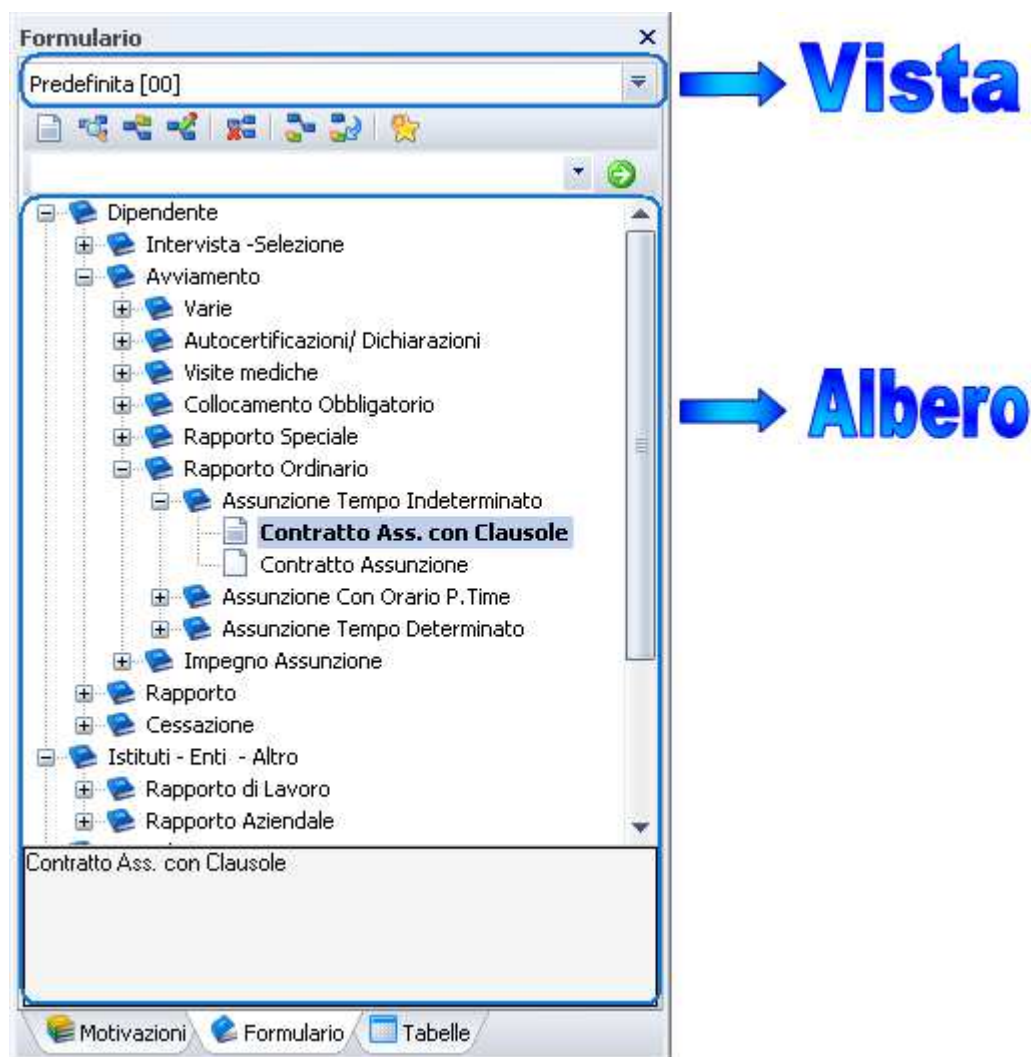 Formulario
Predefinita [00]
Vista
Dipendente
Intervista -Selezione
Avviamento
Varie
Autocertificazioni/ Dichiarazioni
Visite mediche
Collocamento Obbligatorio
Albero
Rapporto Speciale
Rapporto Ordinario
Assunzione Tempo Indeterminato
Contratto Ass. con Clausole
Contratto Assunzione
Assunzione Con Orario P.Time
Assunzione Tempo Determinato
Impegno Assunzione
Rapporto
Cessazione
Istituti - Enti - Altro
Rapporto di Lavoro
Rapporto Aziendale
Contratto Ass. con Clausole
Motivazioni Formulario Tabelle